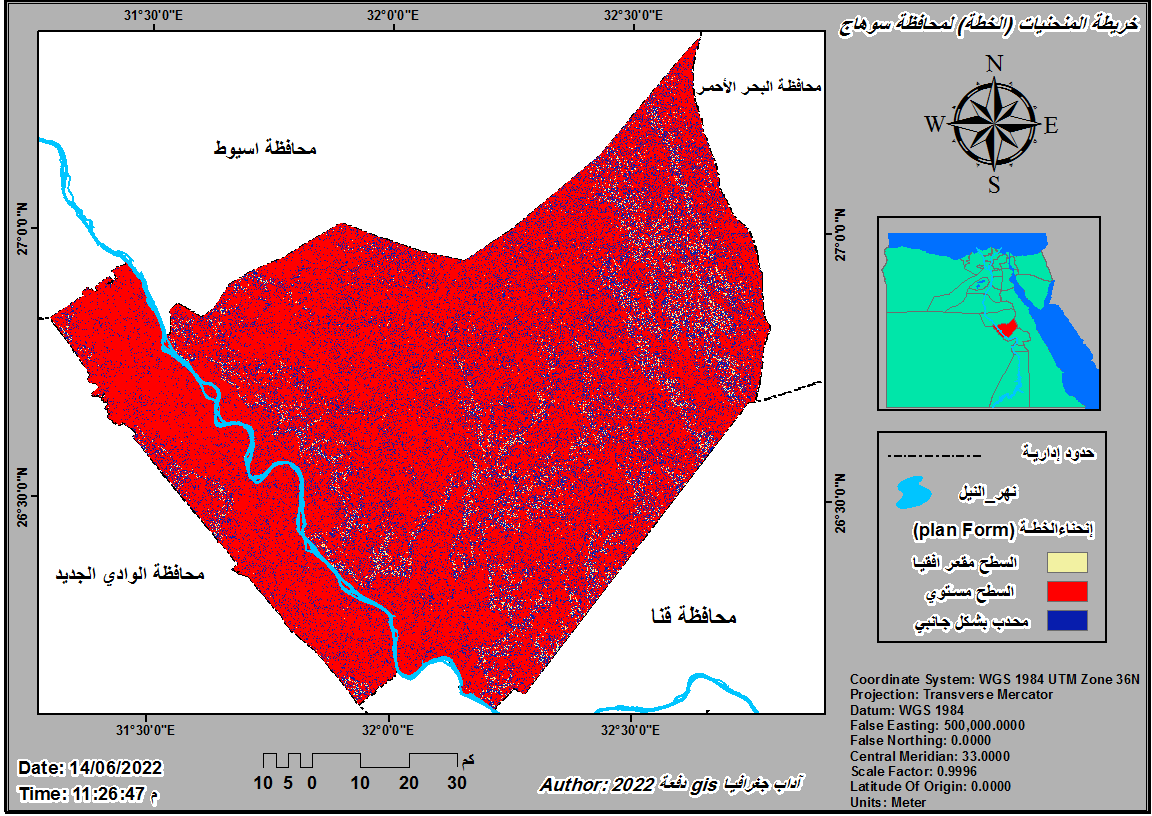 خريطة المنحنيات (الخطة) لمحافظة سوهاج
31°30'0"E
32°0'0"E
32°30'0"E
محافظة البحر الأحمر
محافظة اسيوط
N
W
E
S
27°0'0"N
27°0'0"N
26°30'0"N
26°30'0"N
محافظة الوادي الجديد
محافظة قنا
حدود إدارية
نهر_النيل
إنحناءالخطة (plan Form)
السطح مقعر افقيا
السطح مستوي
محدب بشكل جانبي
31°30'0"E
32°0'0"E
32°30'0"E
Coordinate System: WGS 1984 UTM Zone 36N
Projection: Transverse Mercator
Datum: WGS 1984
False Easting: 500,000.0000
False Northing: 0.0000
Central Meridian: 33.0000
Scale Factor: 0.9996
Latitude Of Origin: 0.0000
Units: Meter
كم
10 5 0 10 20 30
Date: 14/06/2022
Time: 11:26:47 م
Author: 2022 آداب جغرافيا gis دفعة